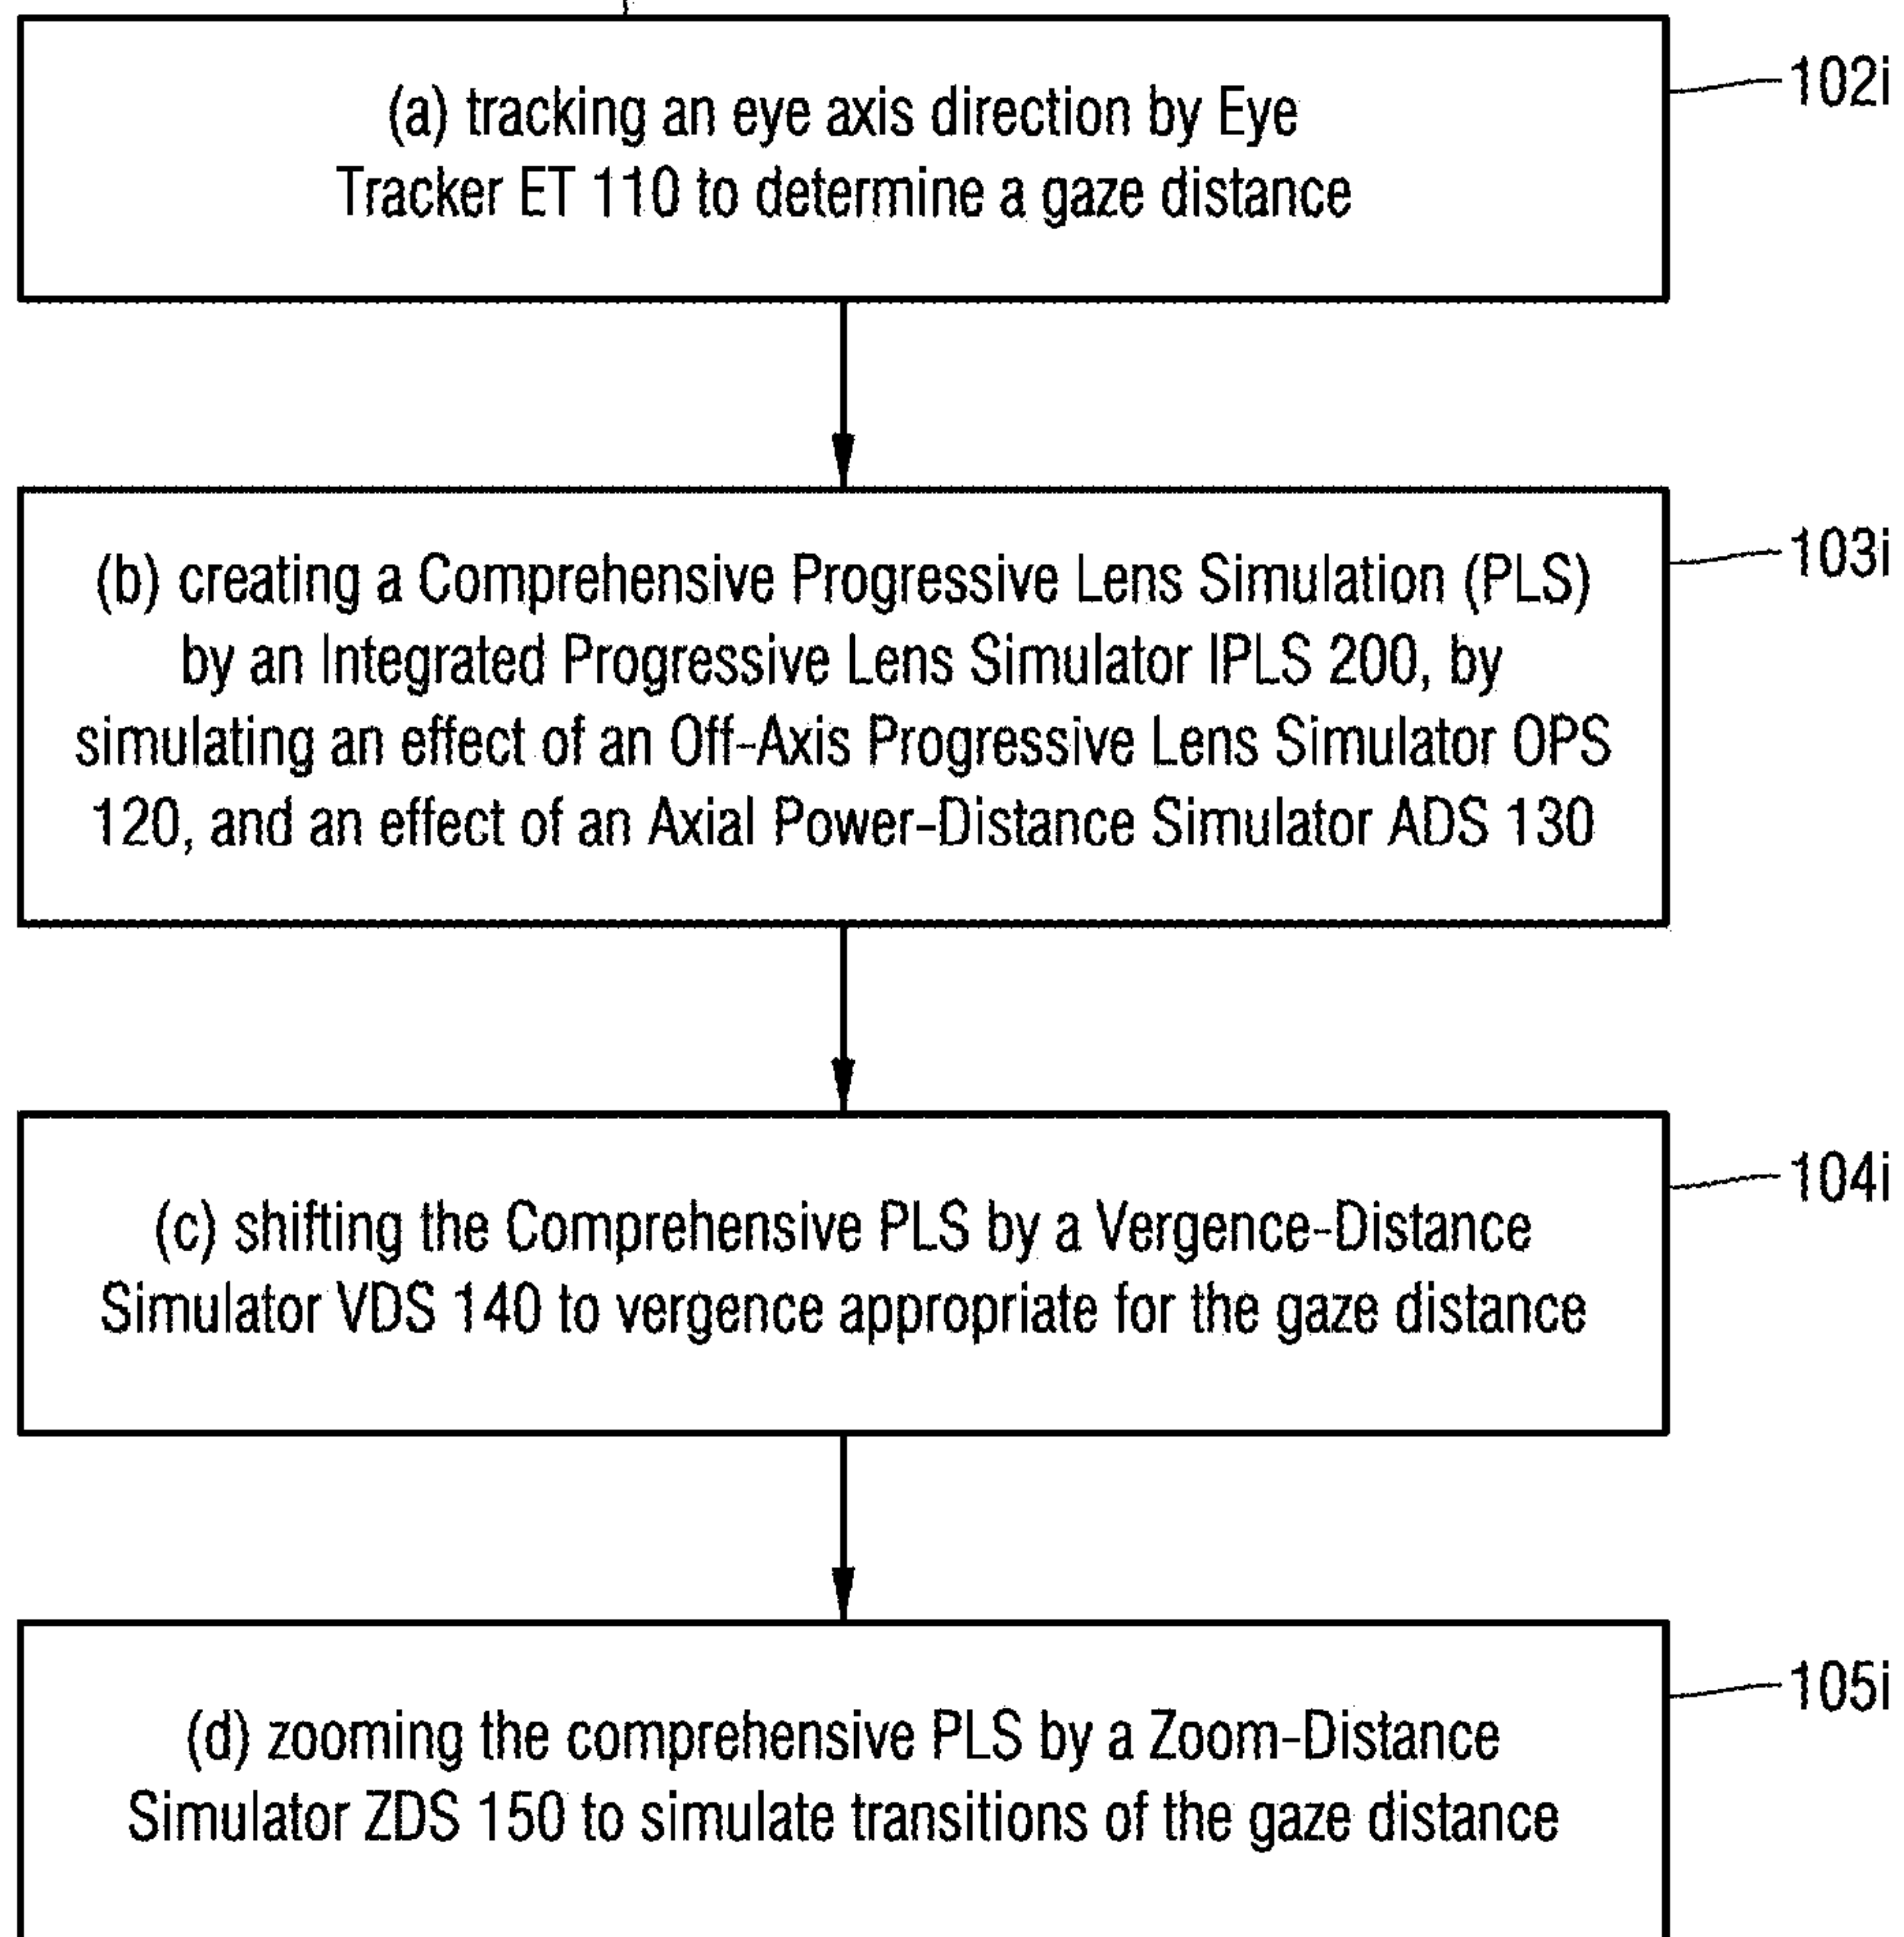 (a) tracking an eye axis direction by Eye
Tracker ET 110 to determine a gaze distance
102i
(b) creating a Comprehensive Progressive Lens Simulation (PLS)
by an Integrated Progressive Lens Simulator IPLS 200, by
simulating an effect of an Off-Axis Progressive Lens Simulator OPS
120, and an effect of an Axial Power-Distance Simulator ADS 130
103i
(c) shifting the Comprehensive PLS by a Vergence-Distance
Simulator VDS 140 to vergence appropriate for the gaze distance
104i
(d) zooming the comprehensive PLS by a Zoom-Distance
Simulator ZDS 150 to simulate transitions of the gaze distance
105i